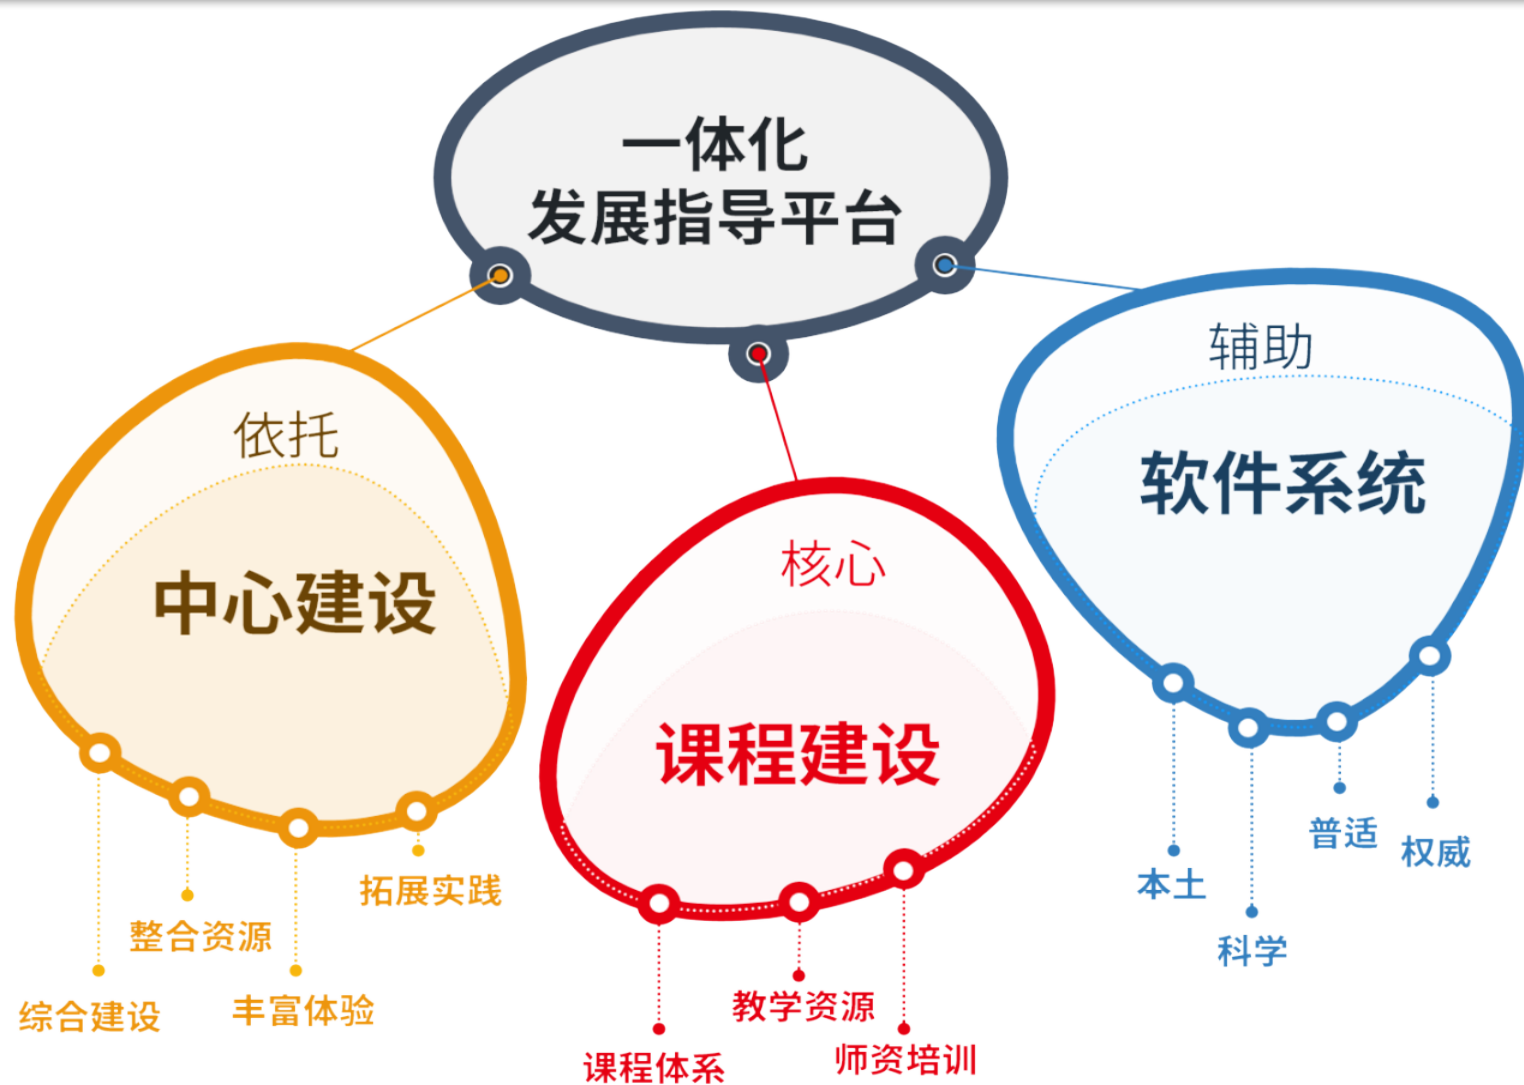 一体化
发展指导平台
依托
中心建设
综合建设
整合资源
丰富体验
拓展实践
核心
课程建设
课程体系
教学资源
师资培训
辅助
软件系统
本土
科学
普适
权威